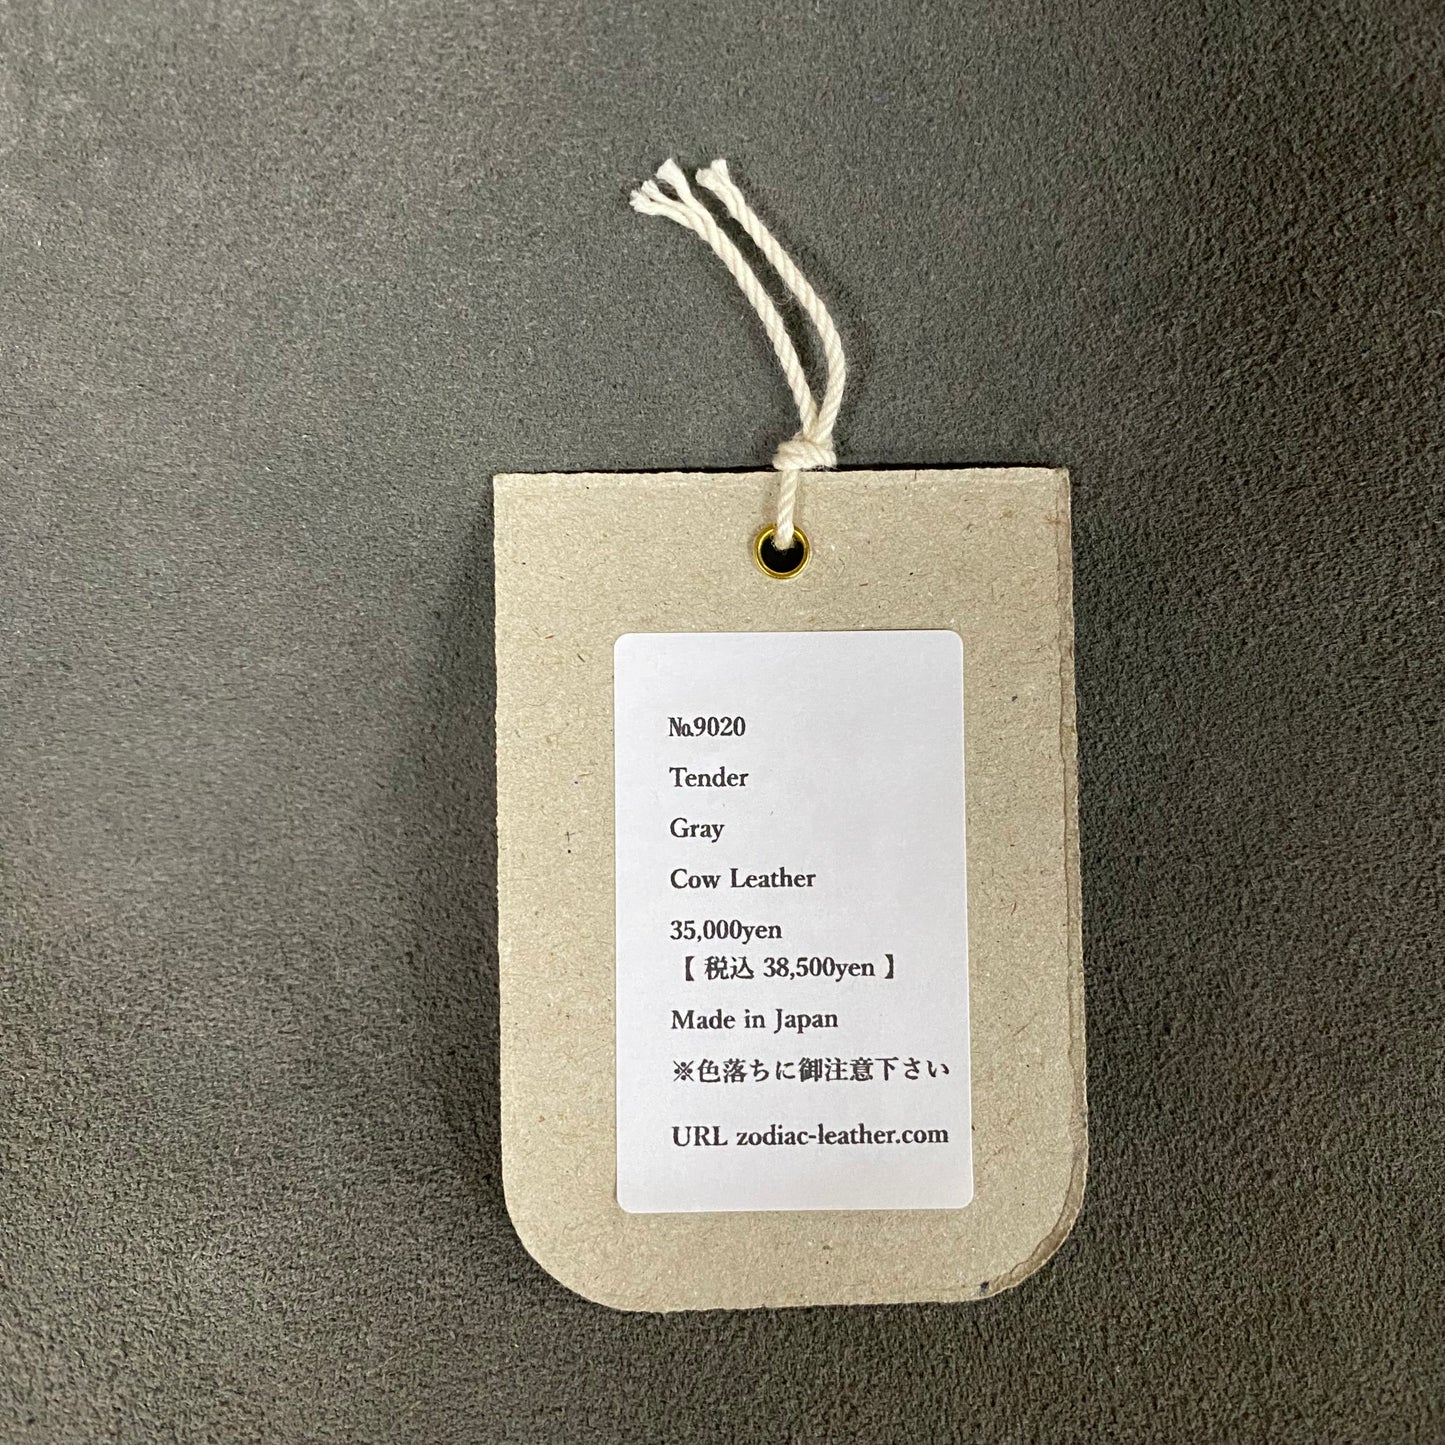 №9020
Tender
Gray
Cow Leather
35,000yen
【 税込 38,500yen 】
Made in Japan
※色落ちに御注意下さい
URL zodiac-leather.com